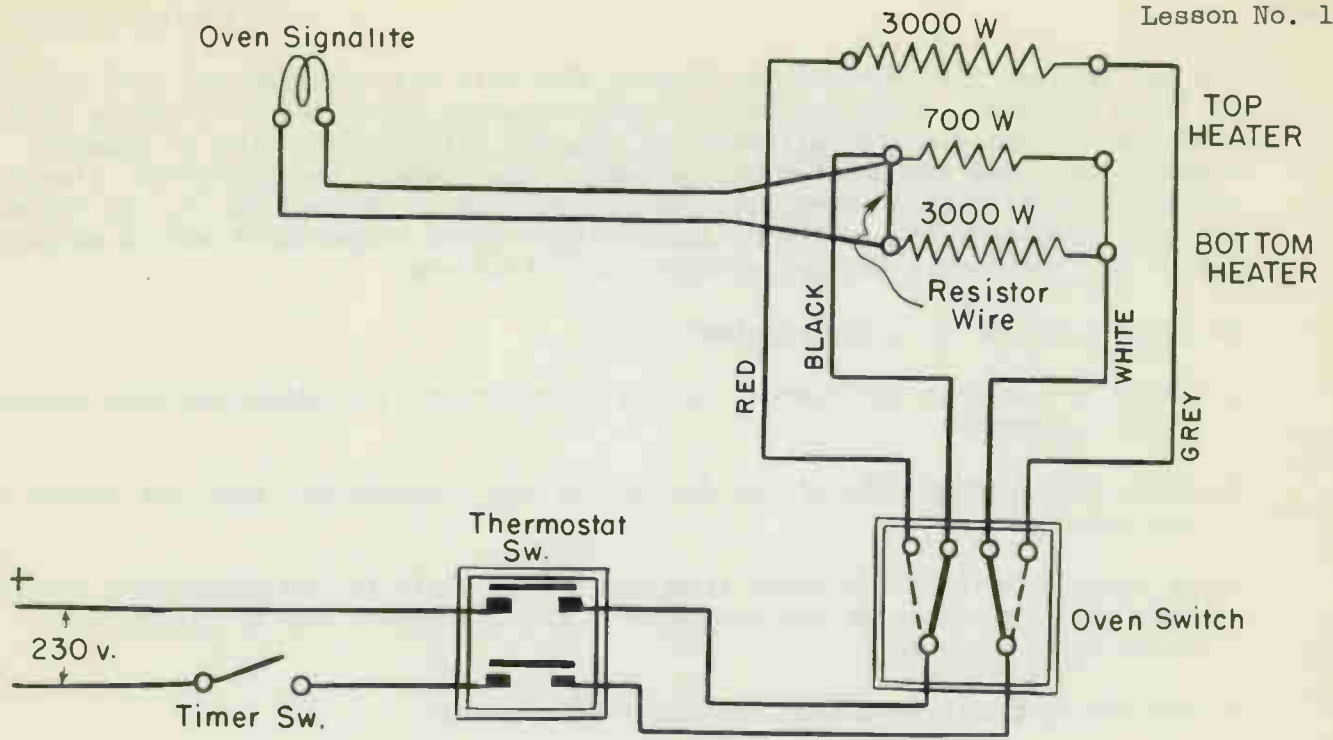 Lesson No. 1
Oven Signalite
3000 W
TOP
HEATER
700 W
3000 W
BOTTOM
HEATER
Resistor
Wire
RED
BLACK
WHITE
GREY
Thermostat
Sw.
+
230 v.
Timer Sw.
Oven Switch